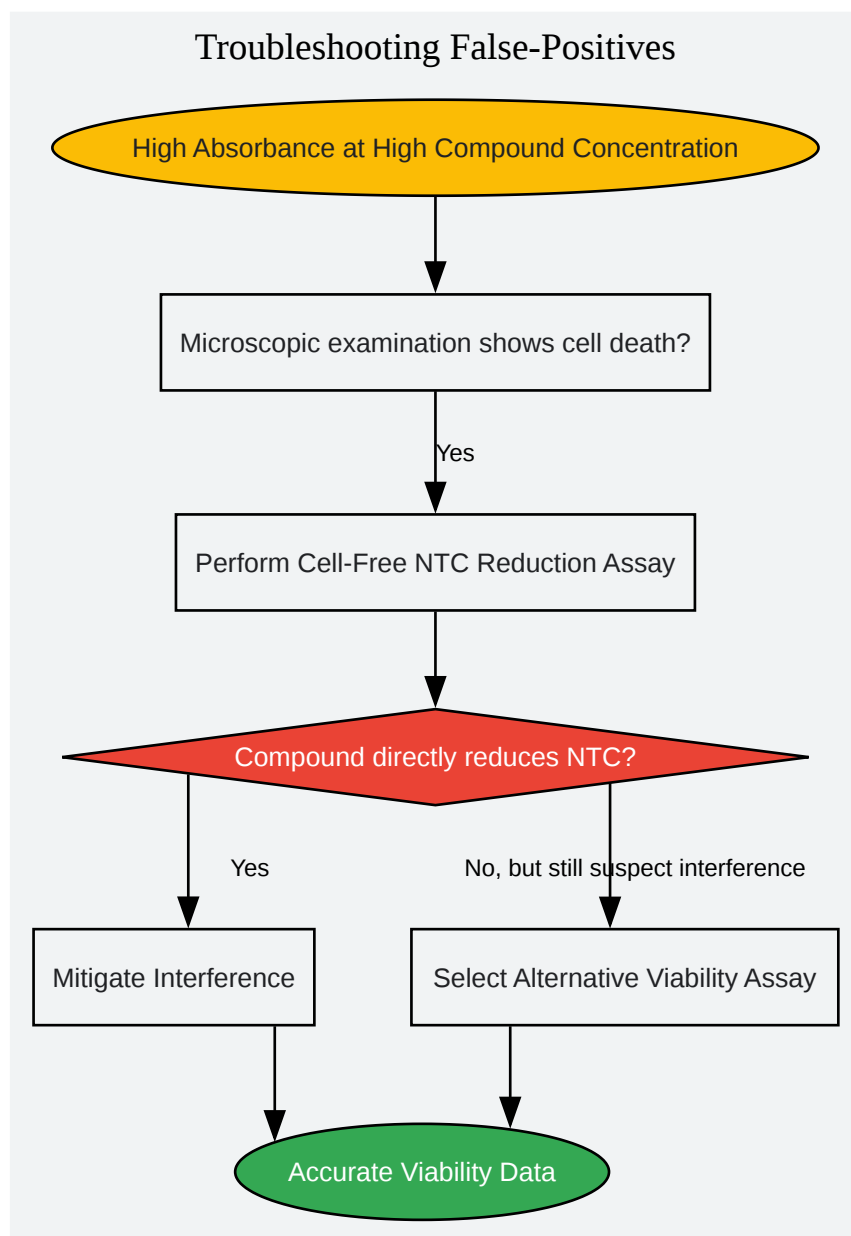 Troubleshooting False-Positives
High Absorbance at High Compound Concentration
Microscopic examination shows cell death?
Yes
Perform Cell-Free NTC Reduction Assay
Compound directly reduces NTC?
Yes
No, but still suspect interference
Mitigate Interference
Select Alternative Viability Assay
Accurate Viability Data